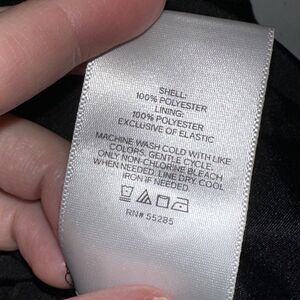 SHELL:
100% POLYESTER
LINING:
100% POLYESTER
EXCLUSIVE OF ELASTIC
MACHINE WASH COLD WITH LIKE
COLORS. GENTLE CYCLE.
ONLY NON-CHLORINE BLEACH
WHEN NEEDED. LINE DRY. COOL
IRON IF NEEDED.
RN# 55285